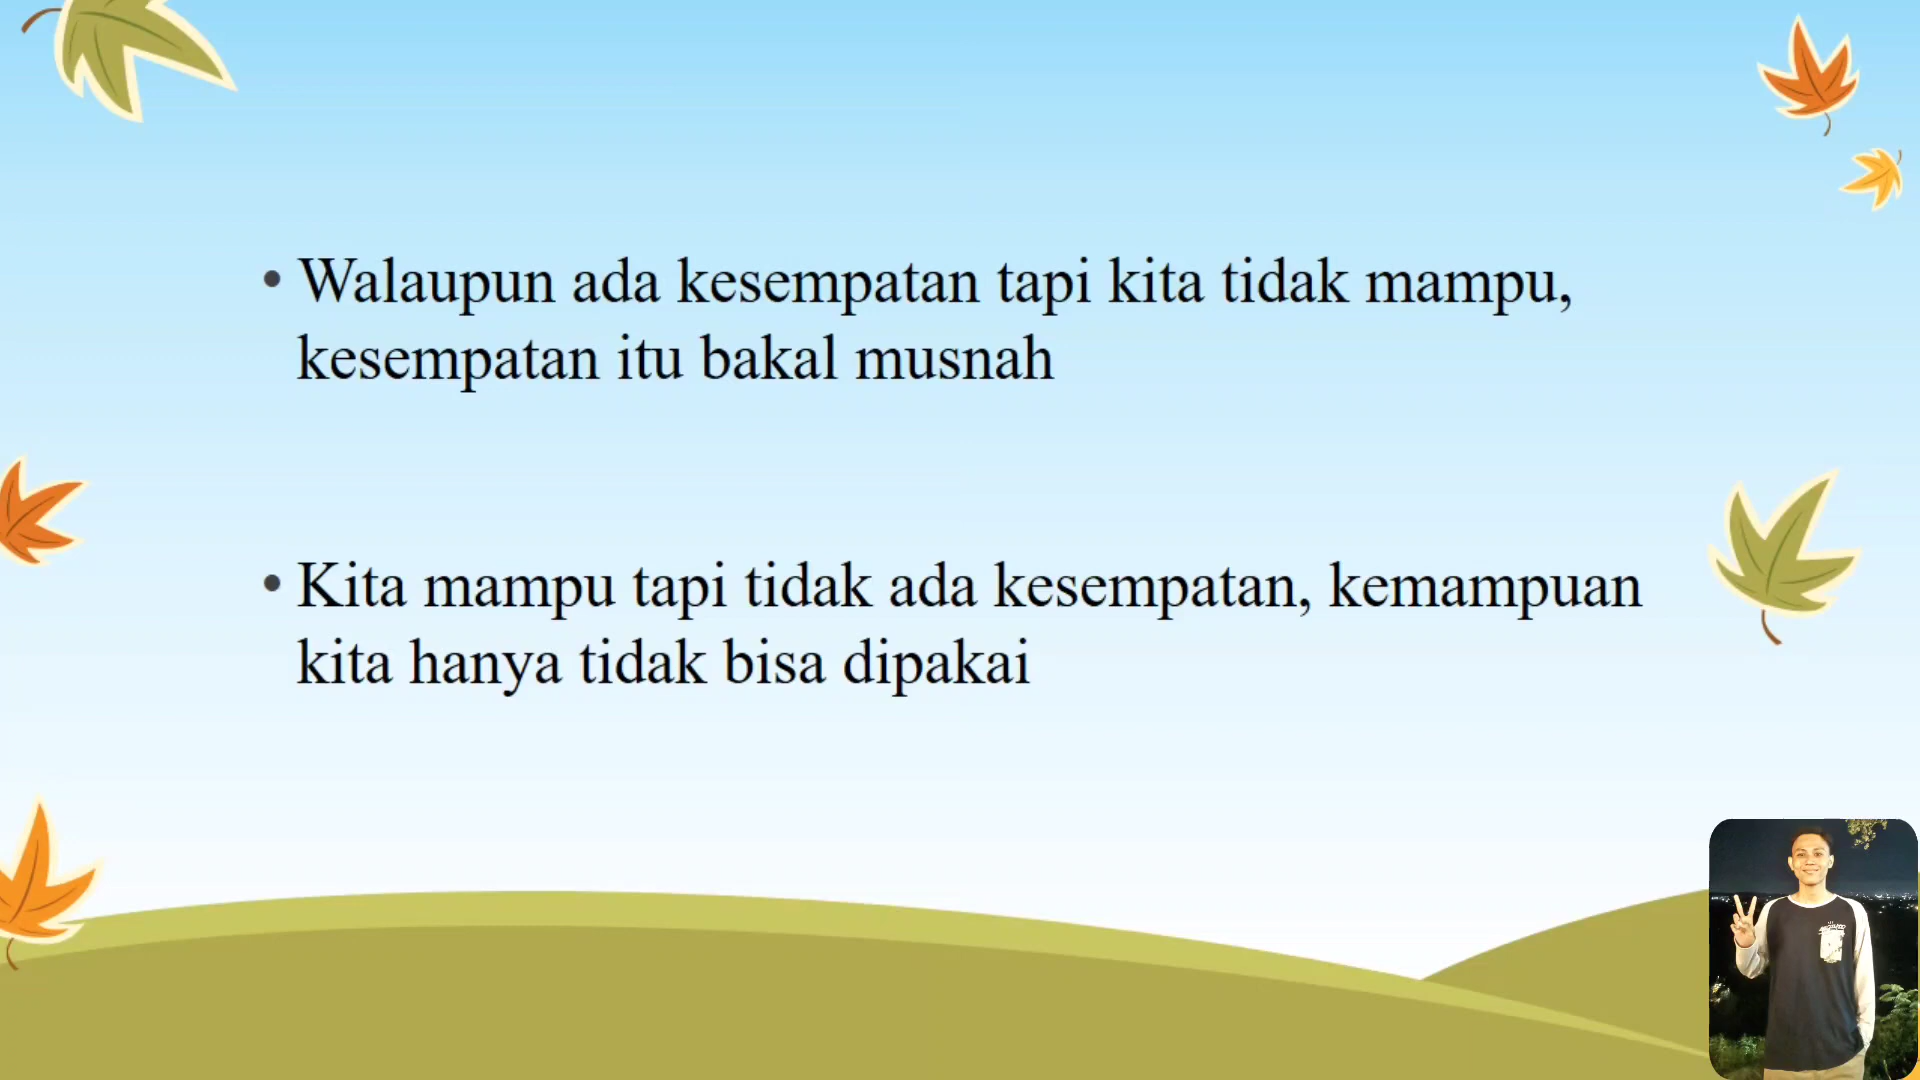 • Walaupun ada kesempatan tapi kita tidak mampu,
kesempatan itu bakal musnah
• Kita mampu tapi tidak ada kesempatan, kemampuan
kita hanya tidak bisa dipakai